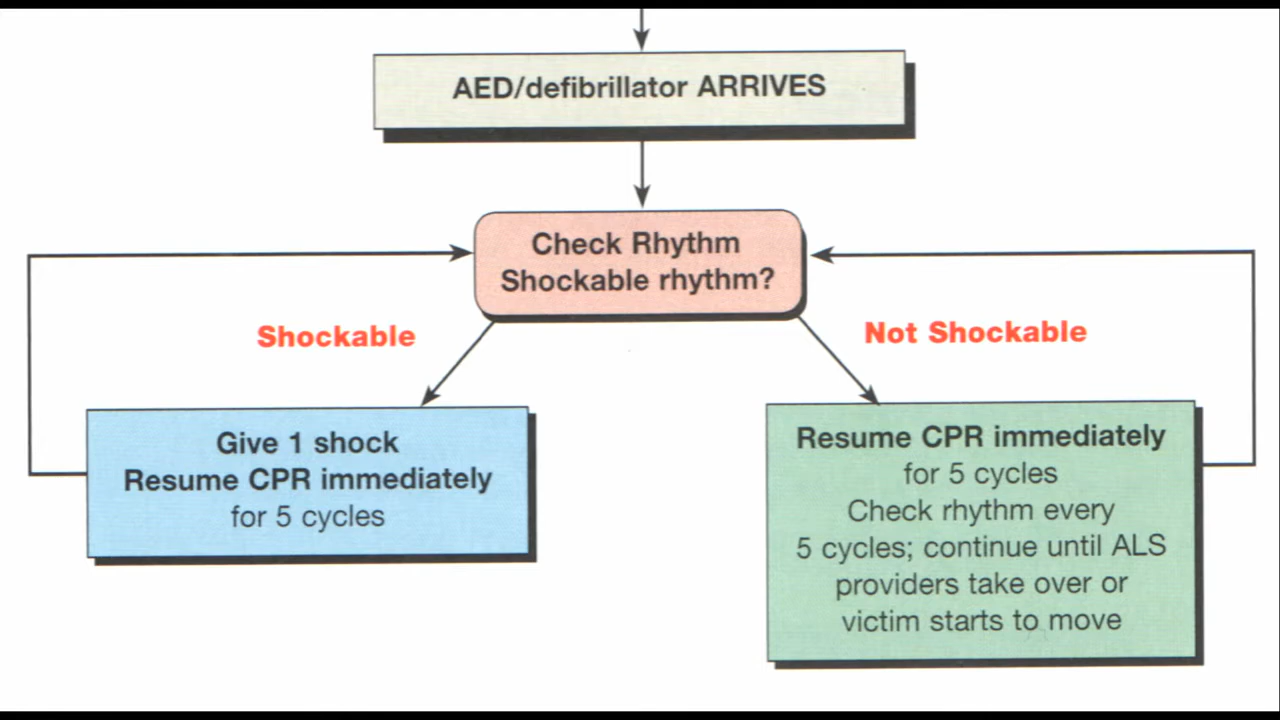 AED/defibrillator ARRIVES
Check Rhythm
Shockable rhythm?
Shockable
Not Shockable
Give 1 shock
Resume CPR immediately
for 5 cycles
Resume CPR immediately
for 5 cycles
Check rhythm every
5 cycles; continue until ALS
providers take over or
victim starts to move